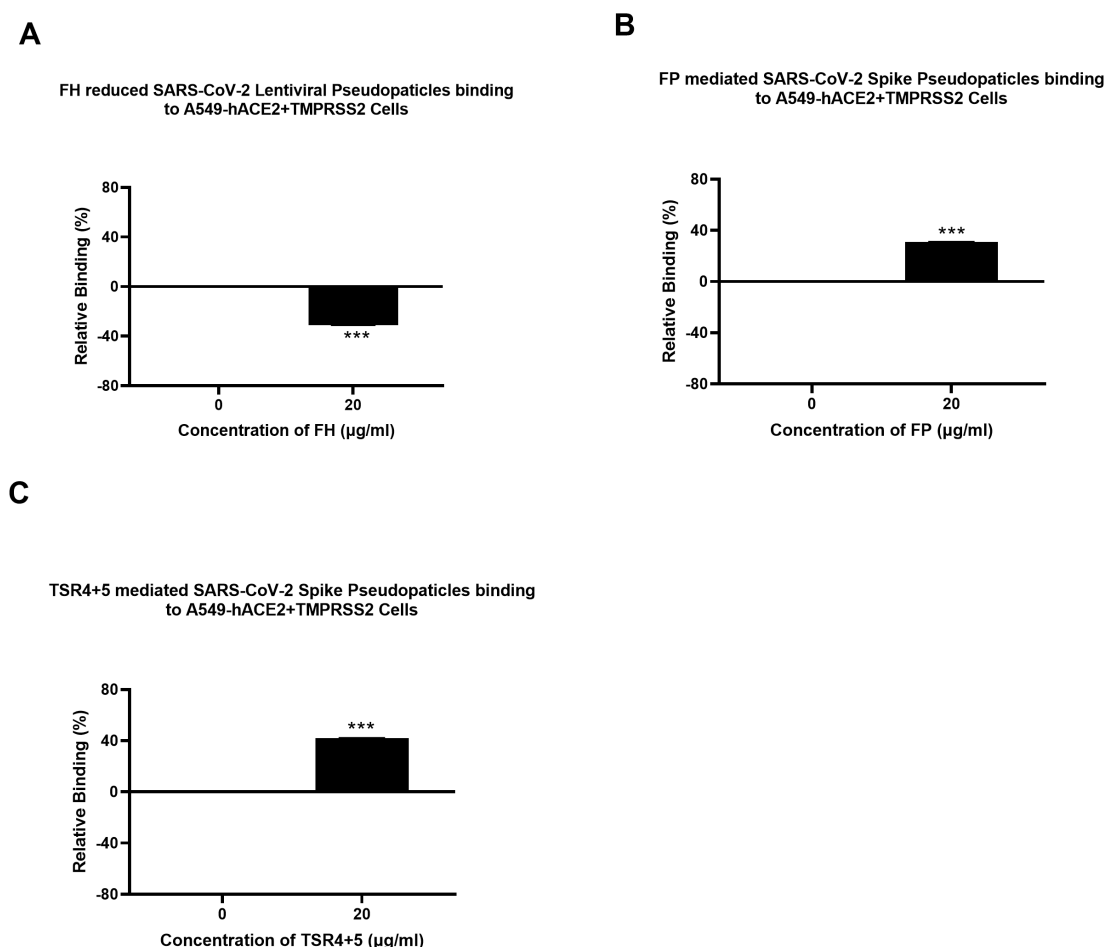 A
FH reduced SARS-CoV-2 Lentiviral Pseudopaticles binding
to A549-hACE2+TMPRSS2 Cells
80
40
0
-40
-80
Relative Binding (%)
***
0
20
Concentration of FH (µg/ml)
B
FP mediated SARS-CoV-2 Spike Pseudopaticles binding
to A549-hACE2+TMPRSS2 Cells
80
40
0
-40
-80
Relative Binding (%)
***
0
20
Concentration of FP (µg/ml)
C
TSR4+5 mediated SARS-CoV-2 Spike Pseudopaticles binding
to A549-hACE2+TMPRSS2 Cells
80
40
0
-40
-80
Relative Binding (%)
***
0
20
Concentration of TSR4+5 (µg/ml)